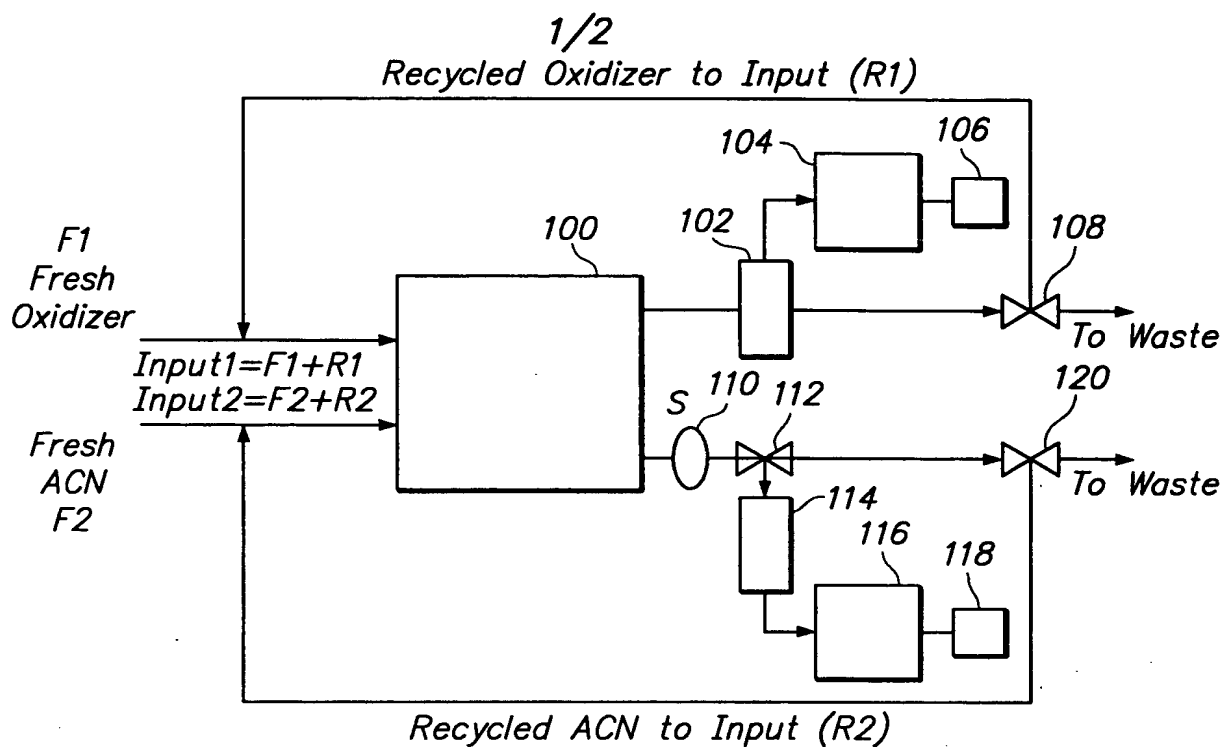 1/2
Recycled Oxidizer to Input (R1)
104
106
F1
Fresh
Oxidizer
100
102
108
To Waste
Input1=F1+R1
Input2=F2+R2
S
110
112
120
Fresh
ACN
F2
To Waste
114
116
118
Recycled ACN to Input (R2)